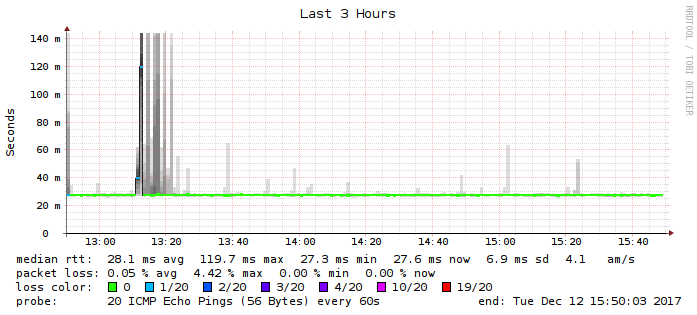 Last 3 Hours
RRDTOOL / TOBI OETIKER
Seconds
140 m
120 m
100 m
80 m
60 m
40 m
20 m
0
13:00 13:20 13:40 14:00 14:20 14:40 15:00 15:20 15:40
median rtt: 28.1 ms avg 119.7 ms max 27.3 ms min 27.6 ms now 6.9 ms sd 4.1 am/s
packet loss: 0.05 % avg 4.42 % max 0.00 % min 0.00 % now
loss color: 0 1/20 2/20 3/20 4/20 10/20 19/20
probe: 20 ICMP Echo Pings (56 Bytes) every 60s end: Tue Dec 12 15:50:03 2017